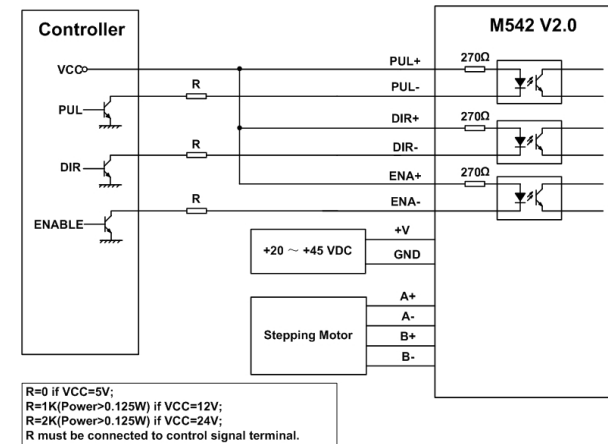 Controller
M542 V2.0
VCC
PUL+
270Ω
R
PUL-
PUL
DIR+
270Ω
R
DIR-
DIR
ENA+
270Ω
R
ENA-
ENABLE
+V
+20 ～ +45 VDC
GND
A+
A-
Stepping Motor
B+
B-
R=0 if VCC=5V;
R=1K(Power>0.125W) if VCC=12V;
R=2K(Power>0.125W) if VCC=24V;
R must be connected to control signal terminal.